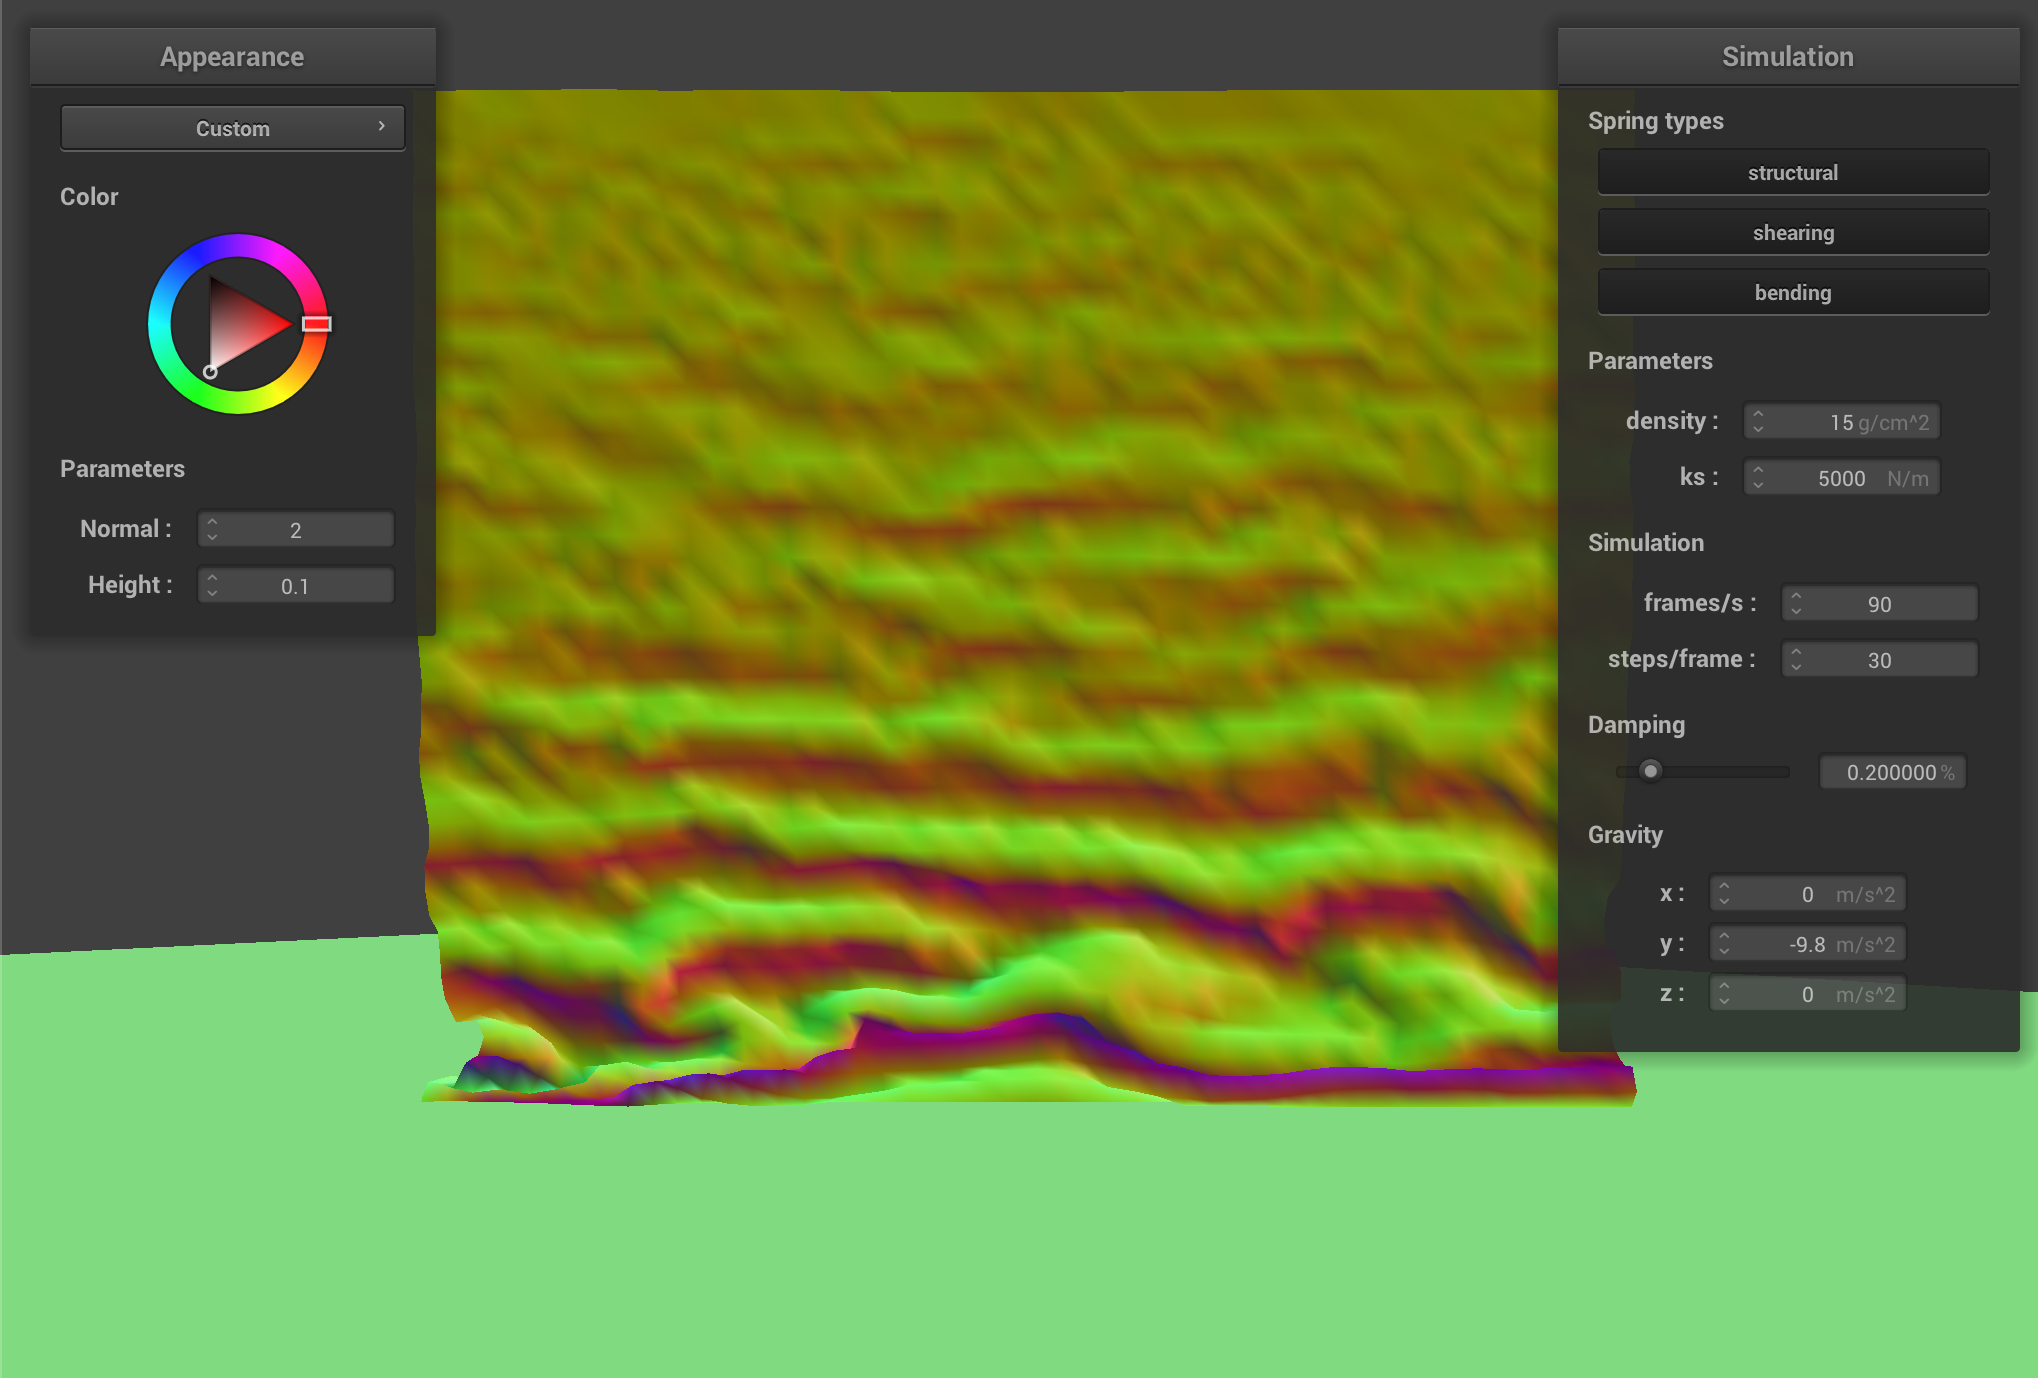 Appearance
Custom
Color
Parameters
Normal : 2
Height : 0.1
Simulation
Spring types
structural
shearing
bending
Parameters
density : 15 g/cm^2
ks : 5000 N/m
Simulation
frames/s : 90
steps/frame : 30
Damping
0.200000 %
Gravity
x : 0 m/s^2
y : -9.8 m/s^2
z : 0 m/s^2